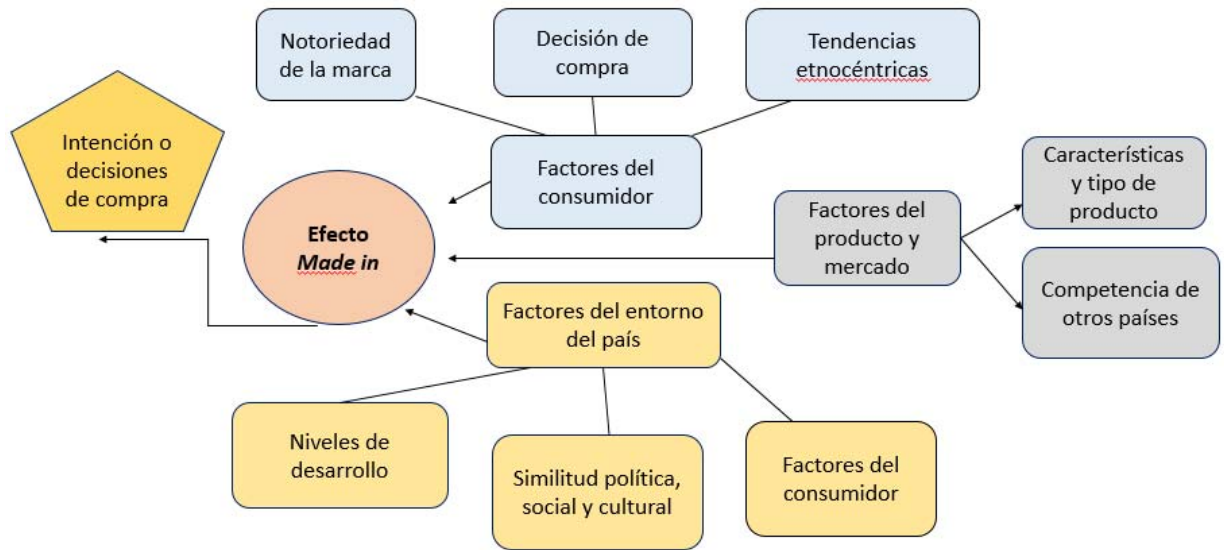 Notoriedad
de la marca
Decisión de
compra
Tendencias
etnocéntricas
Intención o
decisiones
de compra
Factores del
consumidor
Características
y tipo de
producto
Efecto
Made in
Factores del
producto y
mercado
Competencia de
otros países
Factores del entorno
del país
Niveles de
desarrollo
Similitud política,
social y cultural
Factores del
consumidor